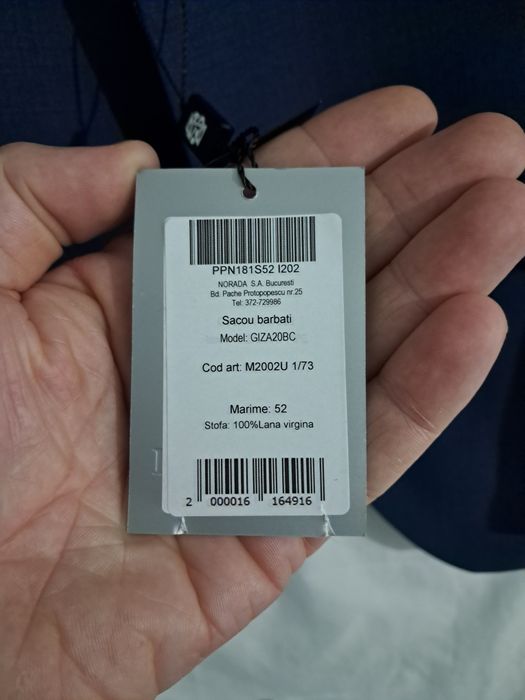 PPN181S52 I202
NORADA S.A. Bucuresti
Bd. Pache Protopopescu nr.25
Tel: 372-729986
Sacou barbati
Model: GIZA20BC
Cod art: M2002U 1/73
Marime: 52
Stofa: 100%Lana virgina
2 000016 164916